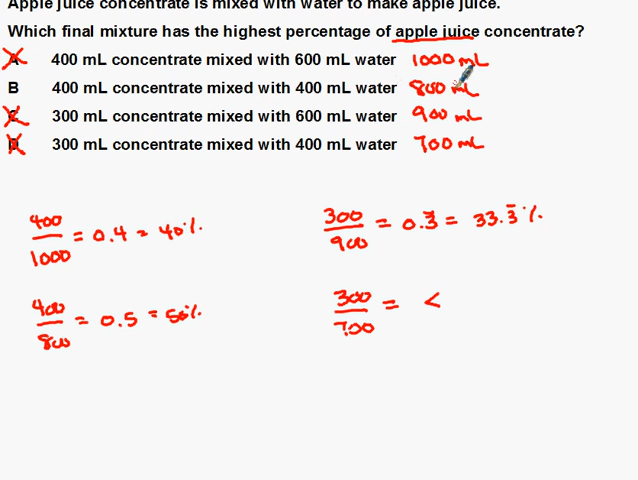 Apple juice concentrate is mixed with water to make apple juice.
Which final mixture has the highest percentage of apple juice concentrate?
A 400 mL concentrate mixed with 600 mL water 1000 mL
B 400 mL concentrate mixed with 400 mL water 800 mL
C 300 mL concentrate mixed with 600 mL water 900 mL
D 300 mL concentrate mixed with 400 mL water 700 mL
400/1000 = 0.4 = 40%
300/900 = 0.3̄ = 33.3̄%
400/800 = 0.5 = 50%
300/700 = <